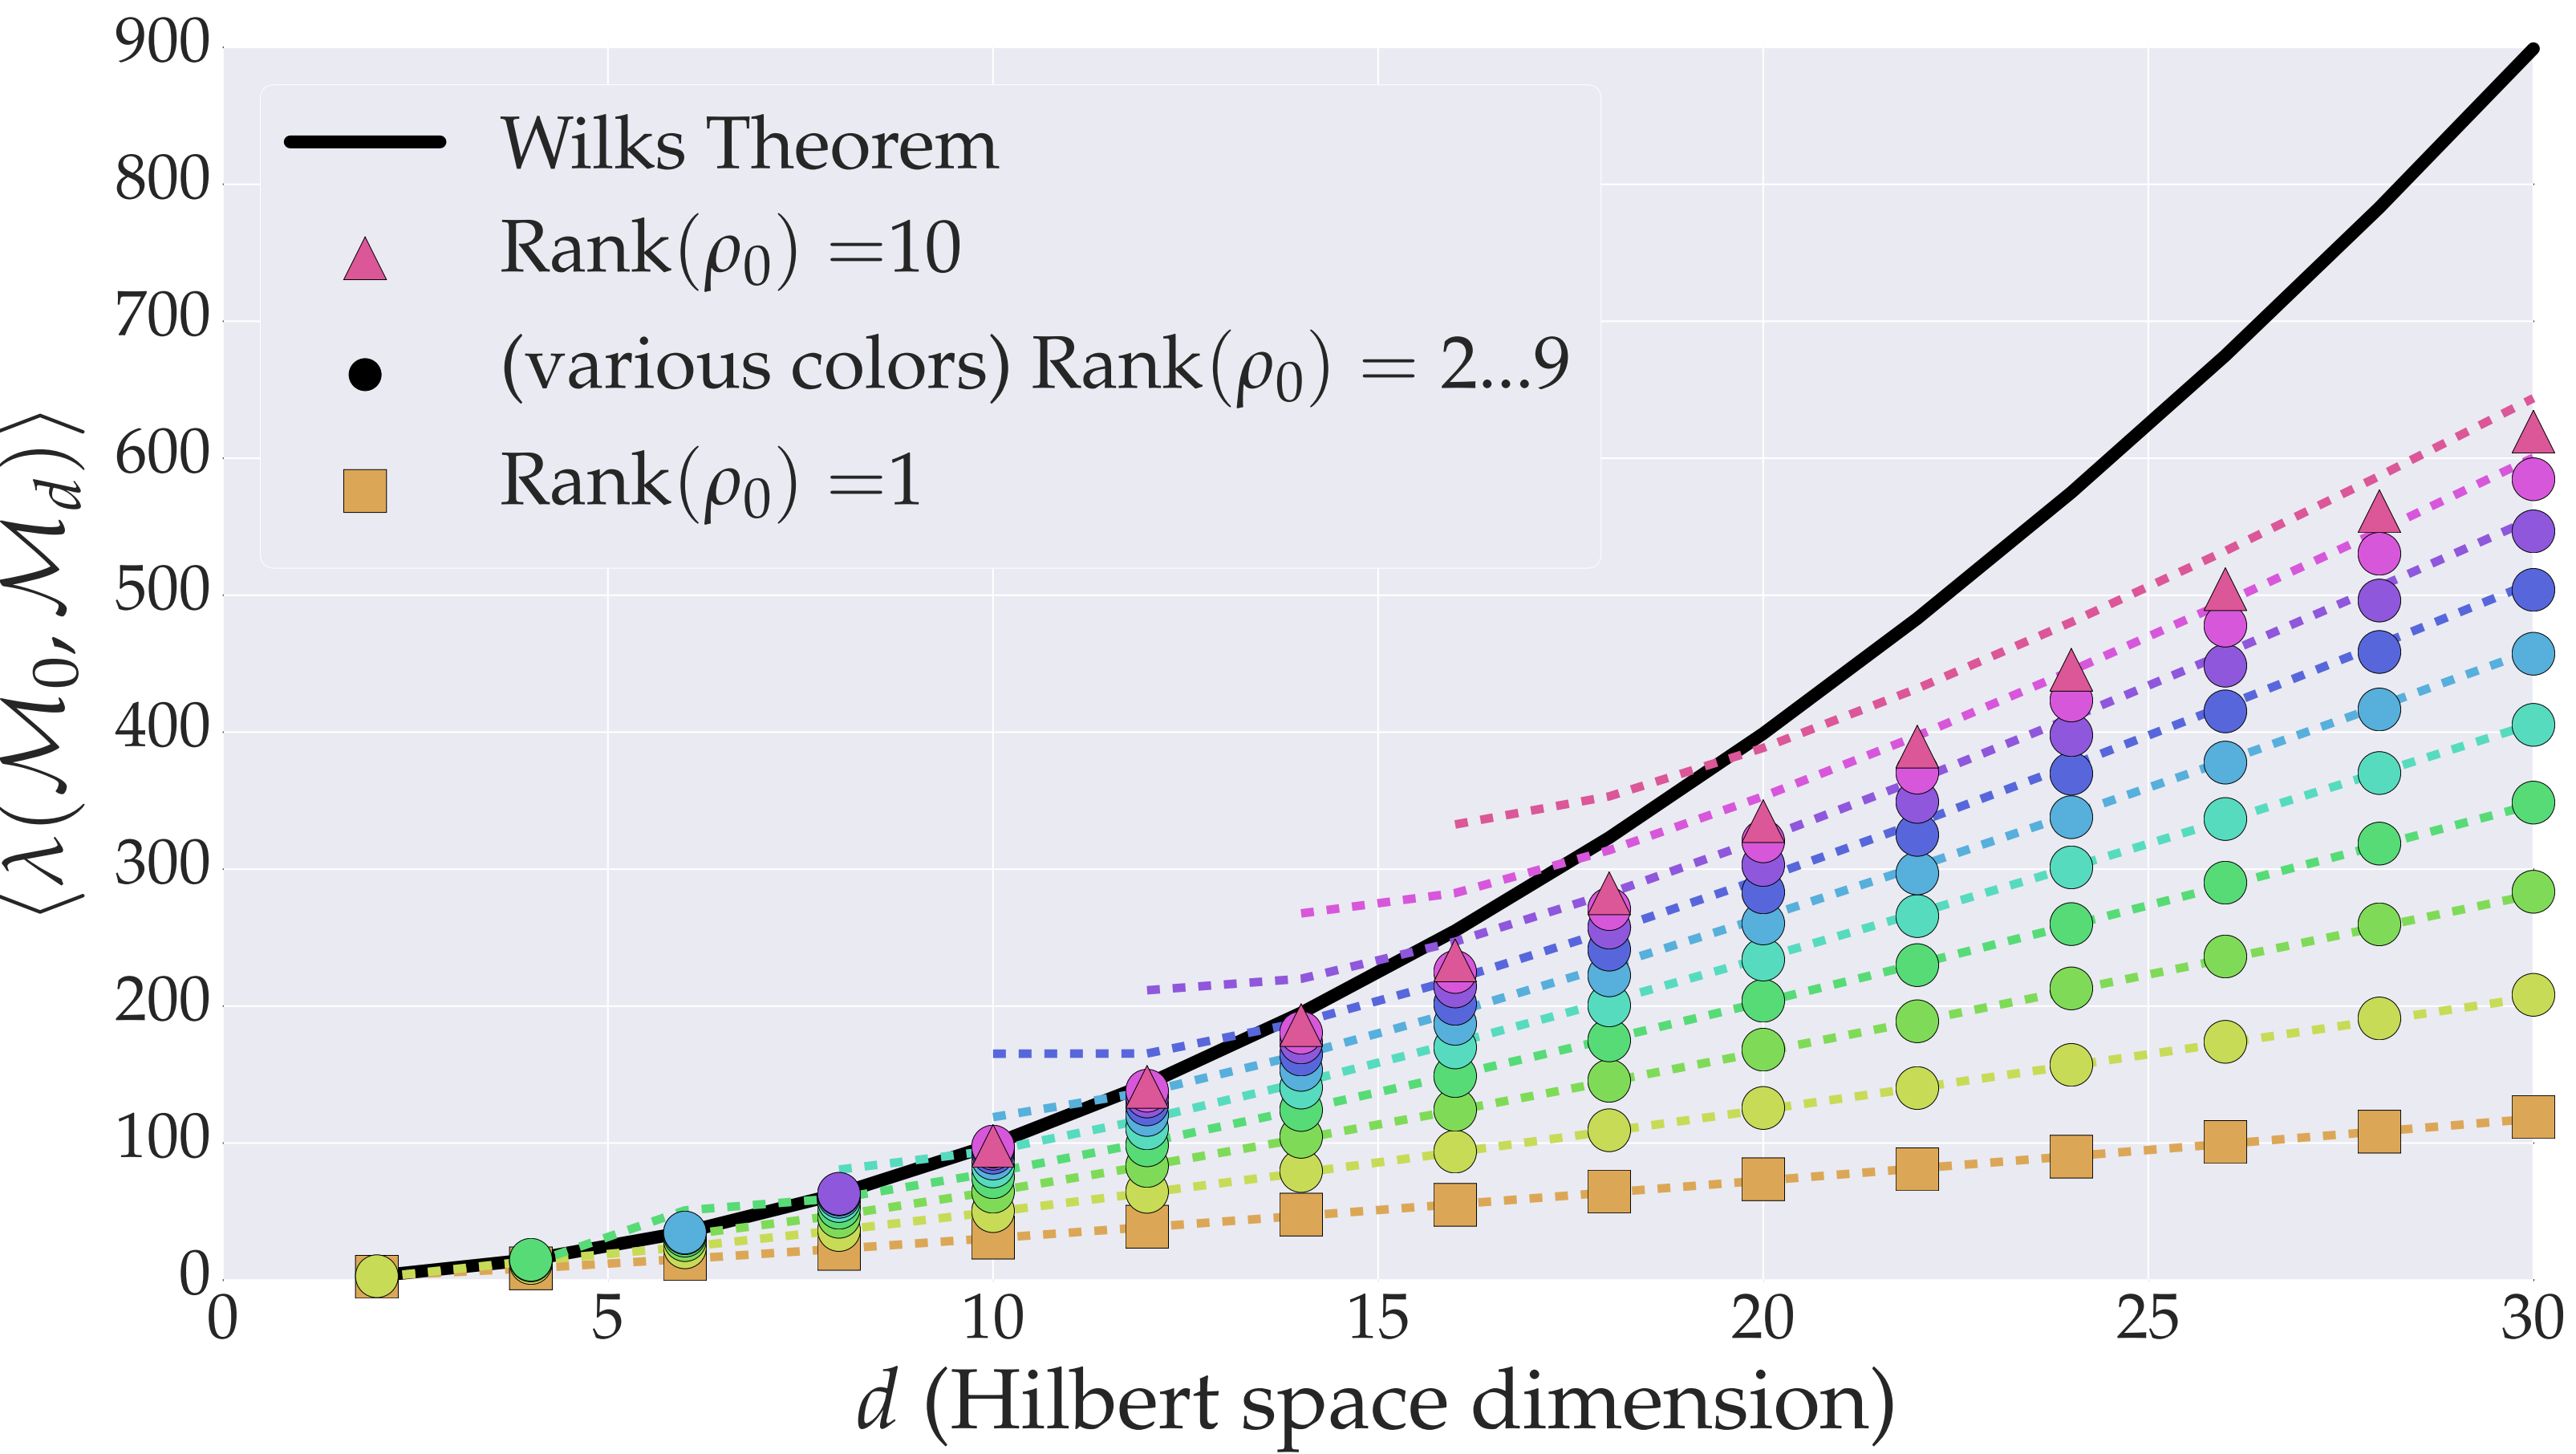 900
800
700
600
500
400
300
200
100
0
⟨λ(ℳ₀, ℳ_d)⟩
Wilks Theorem
Rank(ρ₀) =10
(various colors) Rank(ρ₀) = 2...9
Rank(ρ₀) =1
0 5 10 15 20 25 30
d (Hilbert space dimension)